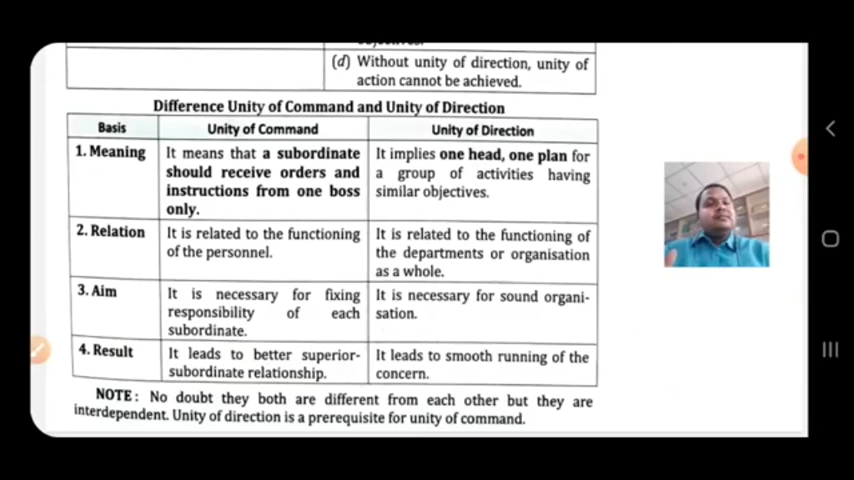 objectives.
(d) Without unity of direction, unity of
action cannot be achieved.
Difference Unity of Command and Unity of Direction
Basis
Unity of Command
Unity of Direction
1. Meaning
It means that a subordinate
should receive orders and
instructions from one boss
only.
It implies one head, one plan for
a group of activities having
similar objectives.
2. Relation
It is related to the functioning
of the personnel.
It is related to the functioning of
the departments or organisation
as a whole.
3. Aim
It is necessary for fixing
responsibility of each
subordinate.
It is necessary for sound organi-
sation.
4. Result
It leads to better superior-
subordinate relationship.
It leads to smooth running of the
concern.
NOTE : No doubt they both are different from each other but they are
interdependent. Unity of direction is a prerequisite for unity of command.